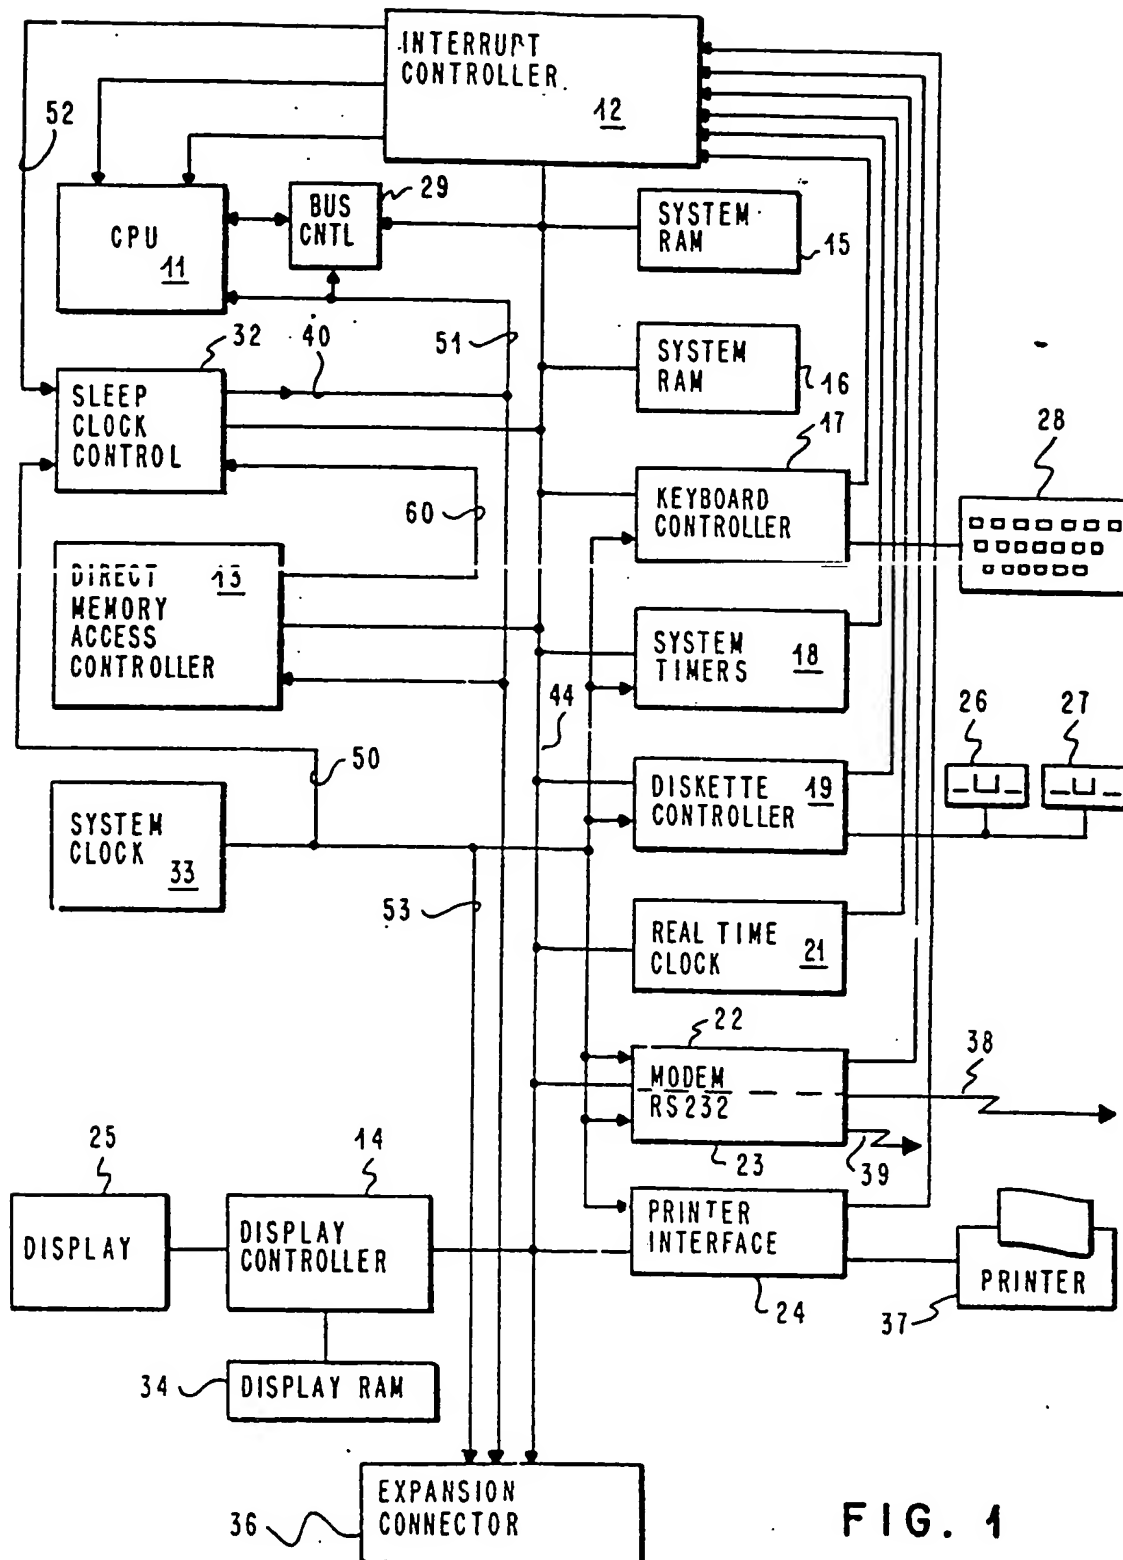 INTERRUPT
CONTROLLER
12
52
CPU
11
BUS
CNTL
29
SYSTEM
RAM
15
51
32
40
SLEEP
CLOCK
CONTROL
SYSTEM
RAM
16
17
28
60
KEYBOARD
CONTROLLER
DIRECT
MEMORY
ACCESS
CONTROLLER
13
SYSTEM
TIMERS
18
44
26
27
50
SYSTEM
CLOCK
33
DISKETTE
CONTROLLER
19
53
REAL TIME
CLOCK
21
22
38
MODEM
RS232
23
39
25
14
DISPLAY
DISPLAY
CONTROLLER
PRINTER
INTERFACE
24
PRINTER
37
34
DISPLAY RAM
EXPANSION
CONNECTOR
36
FIG. 1